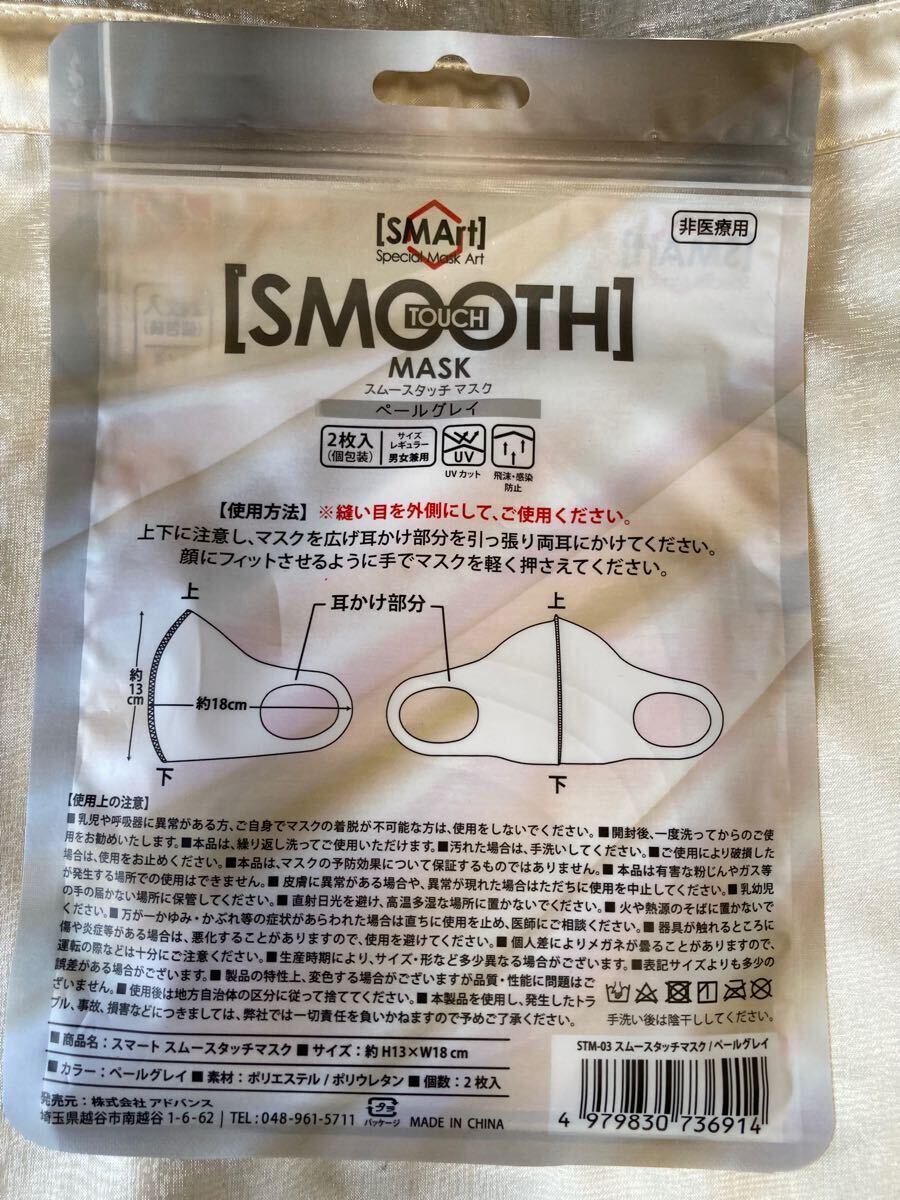 [SMArt]
Special Mask Art
非医療用
[SMOOTH]
TOUCH
MASK
スムースタッチ マスク
ペールグレイ
2枚入
(個包装)
サイズ
レギュラー
男女兼用
UV
UVカット
飛沫・感染
防止
【使用方法】 ※縫い目を外側にして、ご使用ください。
上下に注意し、マスクを広げ耳かけ部分を引っ張り両耳にかけてください。
顔にフィットさせるように手でマスクを軽く押さえてください。
上
耳かけ部分
上
約13cm
約18cm
下
下
【使用上の注意】
■乳児や呼吸器に異常がある方、ご自身でマスクの着脱が不可能な方は、使用をしないでください。■開封後、一度洗ってからのご使
用をお勧めいたします。■本品は、繰り返し洗ってご使用いただけます。■汚れた場合は、手洗いしてください。■ご使用により破損した
場合は、使用をお止めください。■本品は、マスクの予防効果について保証するものではありません。■ 本品は有害な粉じんやガス等
が発生する場所での使用はできません。■ 皮膚に異常がある場合や、異常が現れた場合はただちに使用を中止してください。■乳幼児
の手の届かない場所に保管してください。■ 直射日光を避け、高温多湿な場所に置かないでください。■ 火や熱源のそばに置かないで
ください。■ 万が一かゆみ・かぶれ等の症状があらわれた場合は直ちに使用を止め、医師にご相談ください。■ 器具が触れるところに
傷や炎症等がある場合は、悪化することがありますので、使用を避けてください。■ 個人差によりメガネが曇ることがありますので、
運転の際などは十分にご注意ください。■生産時期により、サイズ・形など多少異なる場合がございます。■表記サイズよりも多少の
誤差がある場合がございます。■ 製品の特性上、変色する場合がございますが品質・性能に問題はご
ざいません。■ 使用後は地方自治体の区分に従って捨ててください。■ 本製品を使用し、発生したトラ
ブル、事故、損害などにつきましては、弊社では一切責任を負いかねますので予めご了承ください。
手洗い後は陰干ししてください。
■ 商品名：スマート スムースタッチマスク ■ サイズ：約 H13×W18 cm
■ カラー：ペールグレイ ■ 素材：ポリエステル / ポリウレタン ■ 個数：2 枚入
発売元：株式会社 アドバンス
埼玉県越谷市南越谷 1-6-62 | TEL：048-961-5711
プラ
パッケージ
MADE IN CHINA
STM-03 スムースタッチマスク / ペールグレイ
4 979830 736914